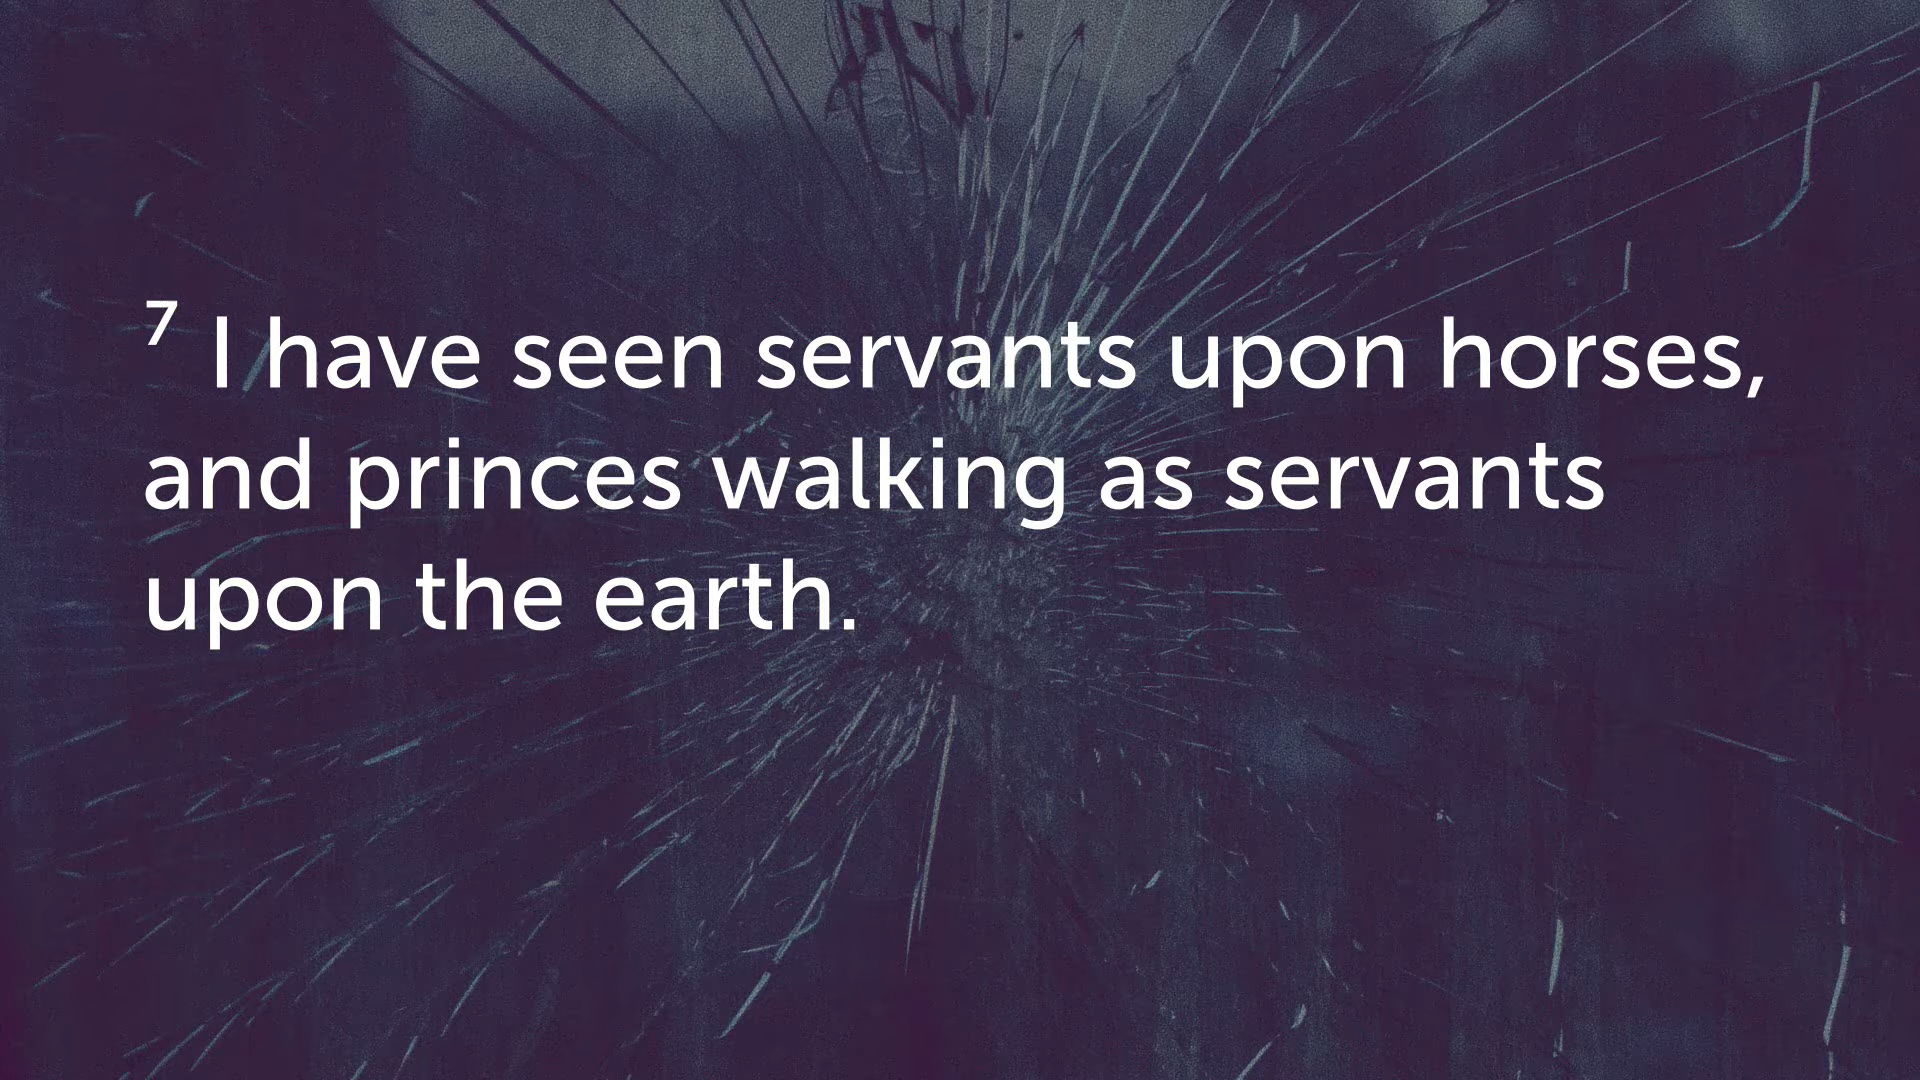 7 I have seen servants upon horses,
and princes walking as servants
upon the earth.